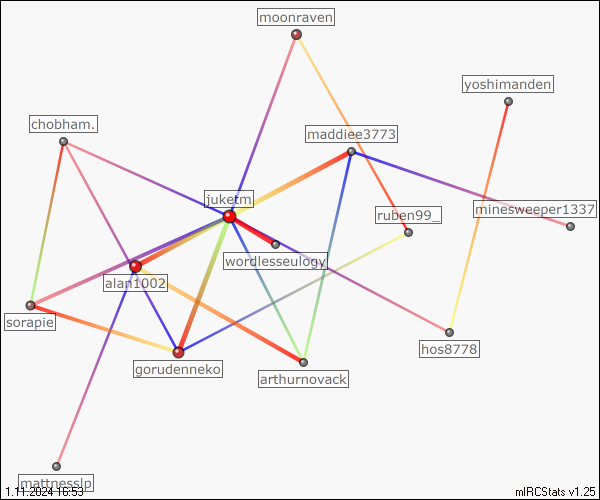 moonraven
yoshimanden
chobham.
maddiee3773
juketm
ruben99_
minesweeper1337
wordlesseulogy
alan1002
sorapie
hos8778
gorudenneko
arthurnovack
mattnesslp
1.11.2024 16:53
mIRCStats v1.25